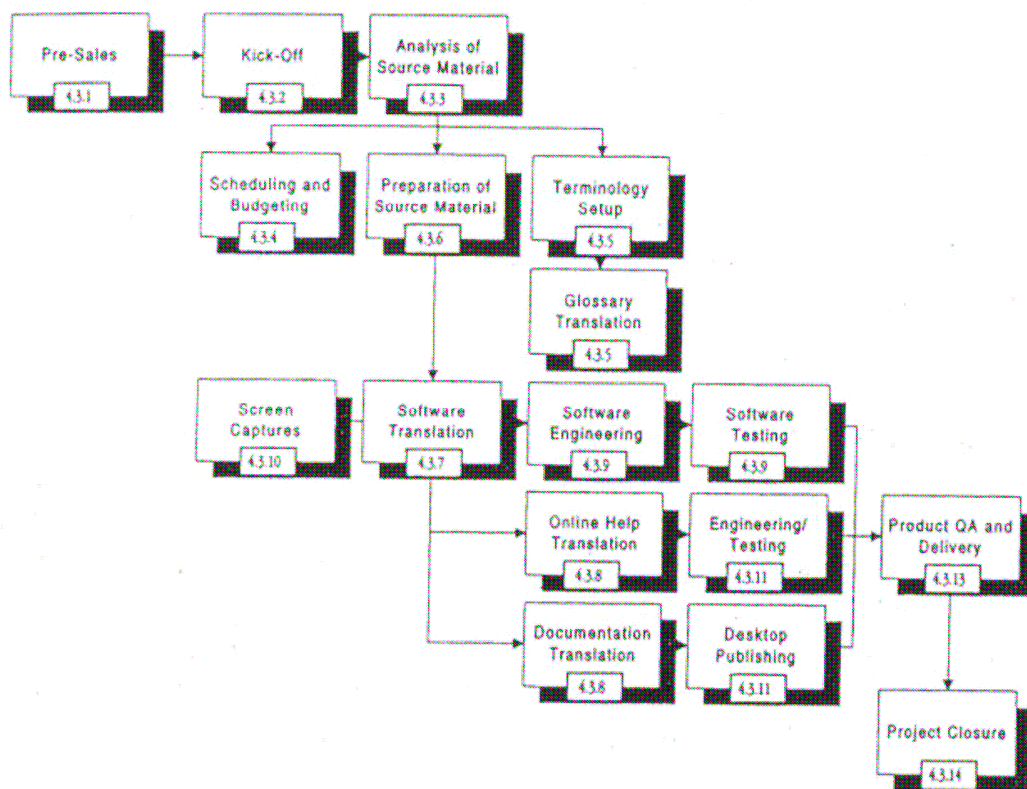 Pre-Sales
4.3.1
Kick-Off
4.3.2
Analysis of
Source Material
4.3.3
Scheduling and
Budgeting
4.3.4
Preparation of
Source Material
4.3.6
Terminology
Setup
4.3.5
Glossary
Translation
4.3.5
Screen
Captures
4.3.10
Software
Translation
4.3.7
Software
Engineering
4.3.9
Software
Testing
4.3.9
Online Help
Translation
4.3.8
Engineering/
Testing
4.3.11
Product QA and
Delivery
4.3.13
Documentation
Translation
4.3.8
Desktop
Publishing
4.3.11
Project Closure
4.3.14